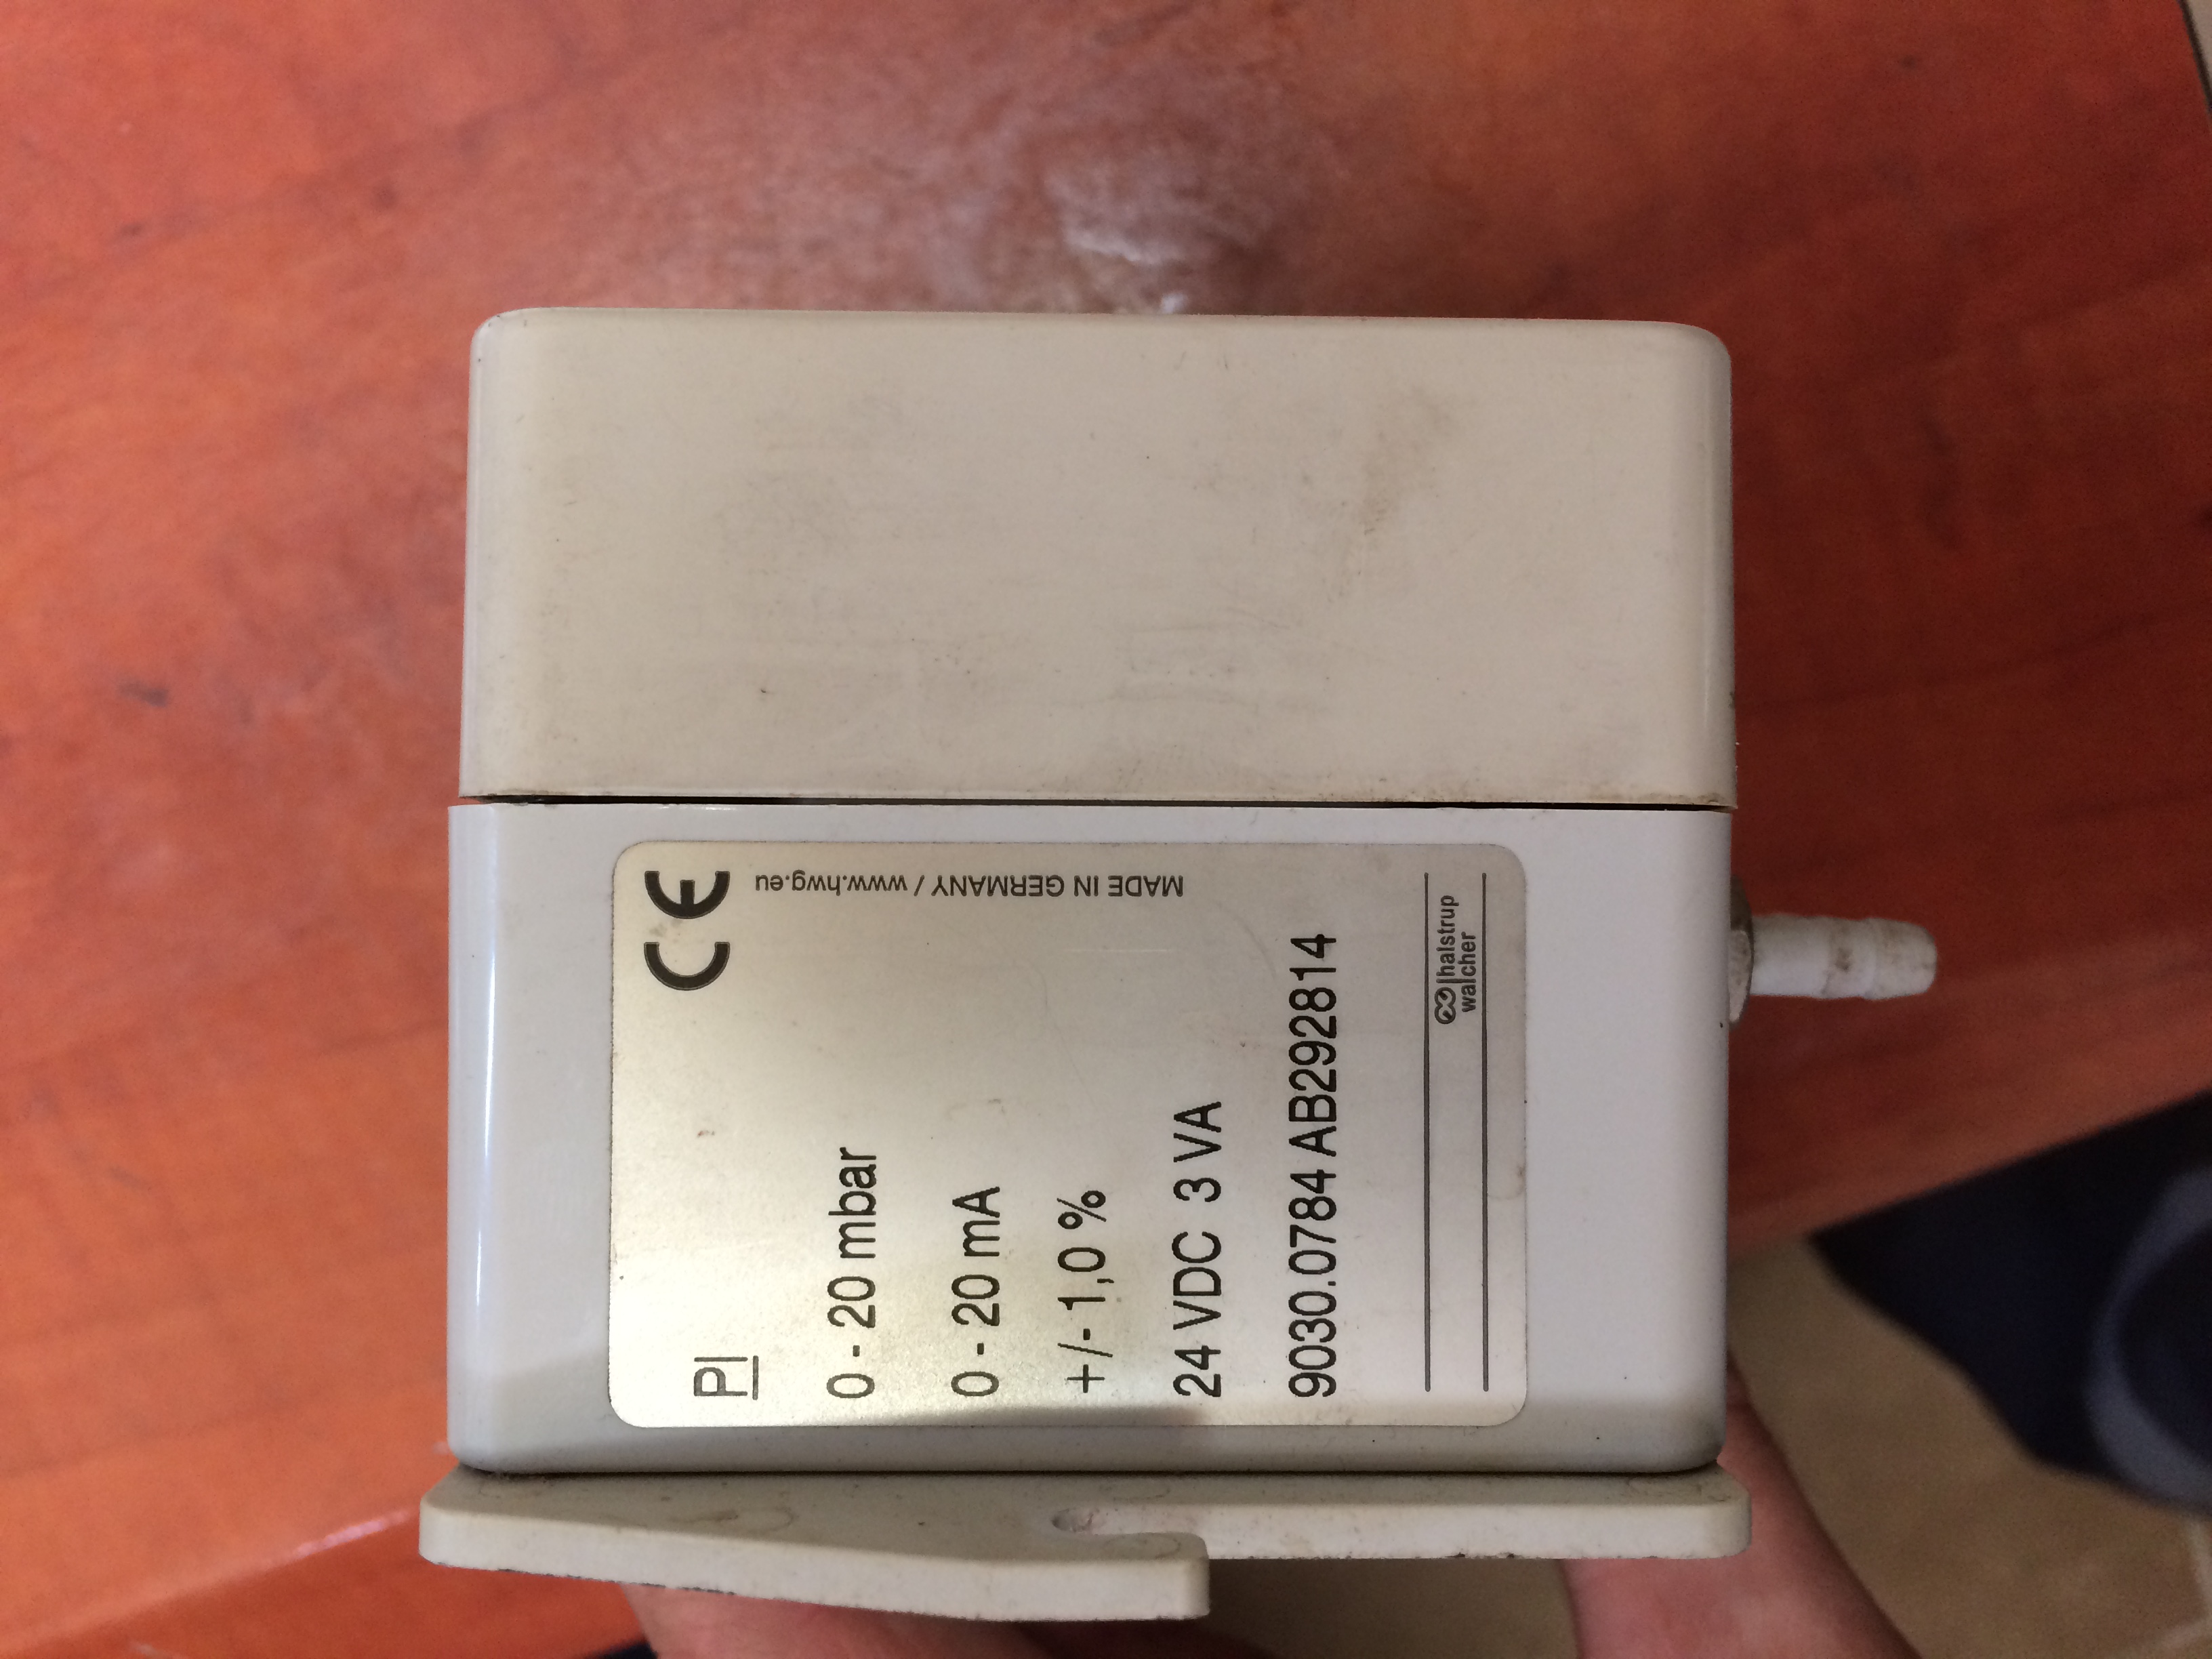 PI
0 - 20 mbar
0 - 20 mA
+/- 1,0 %
24 VDC 3 VA
9030.0784 AB292814
halstrup
walcher
CE
MADE IN GERMANY / www.hwg.eu